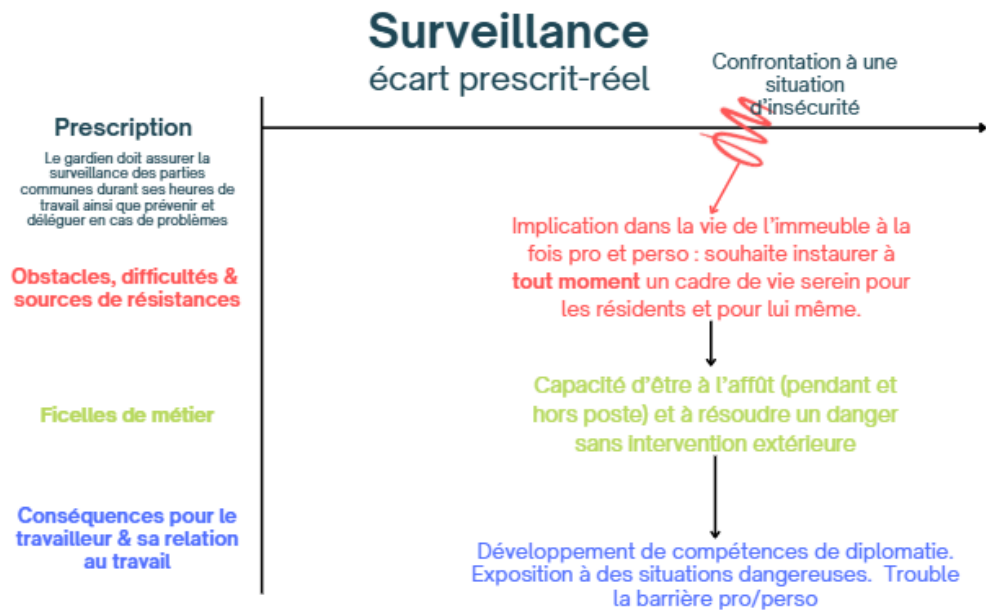 Surveillance
écart prescrit-réel
Confrontation à une
situation
d'insécurité
Prescription
Le gardien doit assurer la
surveillance des parties
communes durant ses heures de
travail ainsi que prévenir et
déléguer en cas de problèmes
Obstacles, difficultés &
sources de résistances
Implication dans la vie de l'immeuble à la
fois pro et perso : souhaite instaurer à
tout moment un cadre de vie serein pour
les résidents et pour lui même.
Ficelles de métier
Capacité d'être à l'affût (pendant et
hors poste) et à résoudre un danger
sans intervention extérieure
Conséquences pour le
travailleur & sa relation
au travail
Développement de compétences de diplomatie.
Exposition à des situations dangereuses. Trouble
la barrière pro/perso